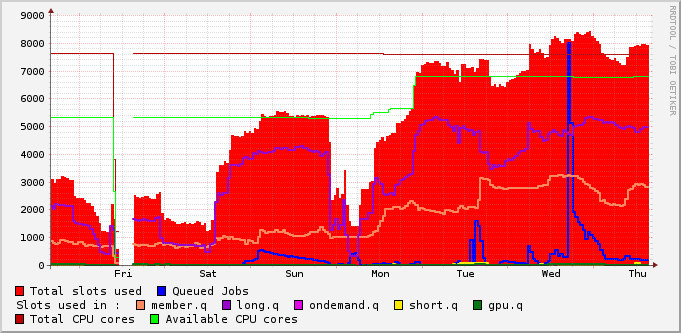 9000
8000
7000
6000
5000
4000
3000
2000
1000
0
Fri Sat Sun Mon Tue Wed Thu
RRDTOOL / TOBI OETIKER
Total slots used Queued Jobs
Slots used in : member.q long.q ondemand.q short.q gpu.q
Total CPU cores Available CPU cores